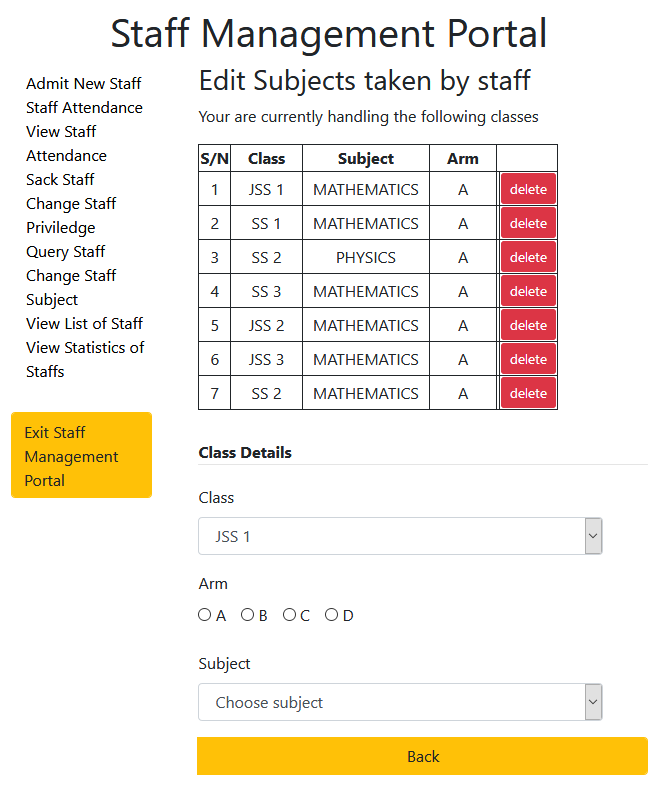 Staff Management Portal
Admit New Staff
Staff Attendance
View Staff
Attendance
Sack Staff
Change Staff
Priviledge
Query Staff
Change Staff
Subject
View List of Staff
View Statistics of
Staffs
Exit Staff
Management
Portal
Edit Subjects taken by staff
Your are currently handling the following classes
S/N Class Subject Arm
1 JSS 1 MATHEMATICS A delete
2 SS 1 MATHEMATICS A delete
3 SS 2 PHYSICS A delete
4 SS 3 MATHEMATICS A delete
5 JSS 2 MATHEMATICS A delete
6 JSS 3 MATHEMATICS A delete
7 SS 2 MATHEMATICS A delete
Class Details
Class
JSS 1
Arm
A B C D
Subject
Choose subject
Back